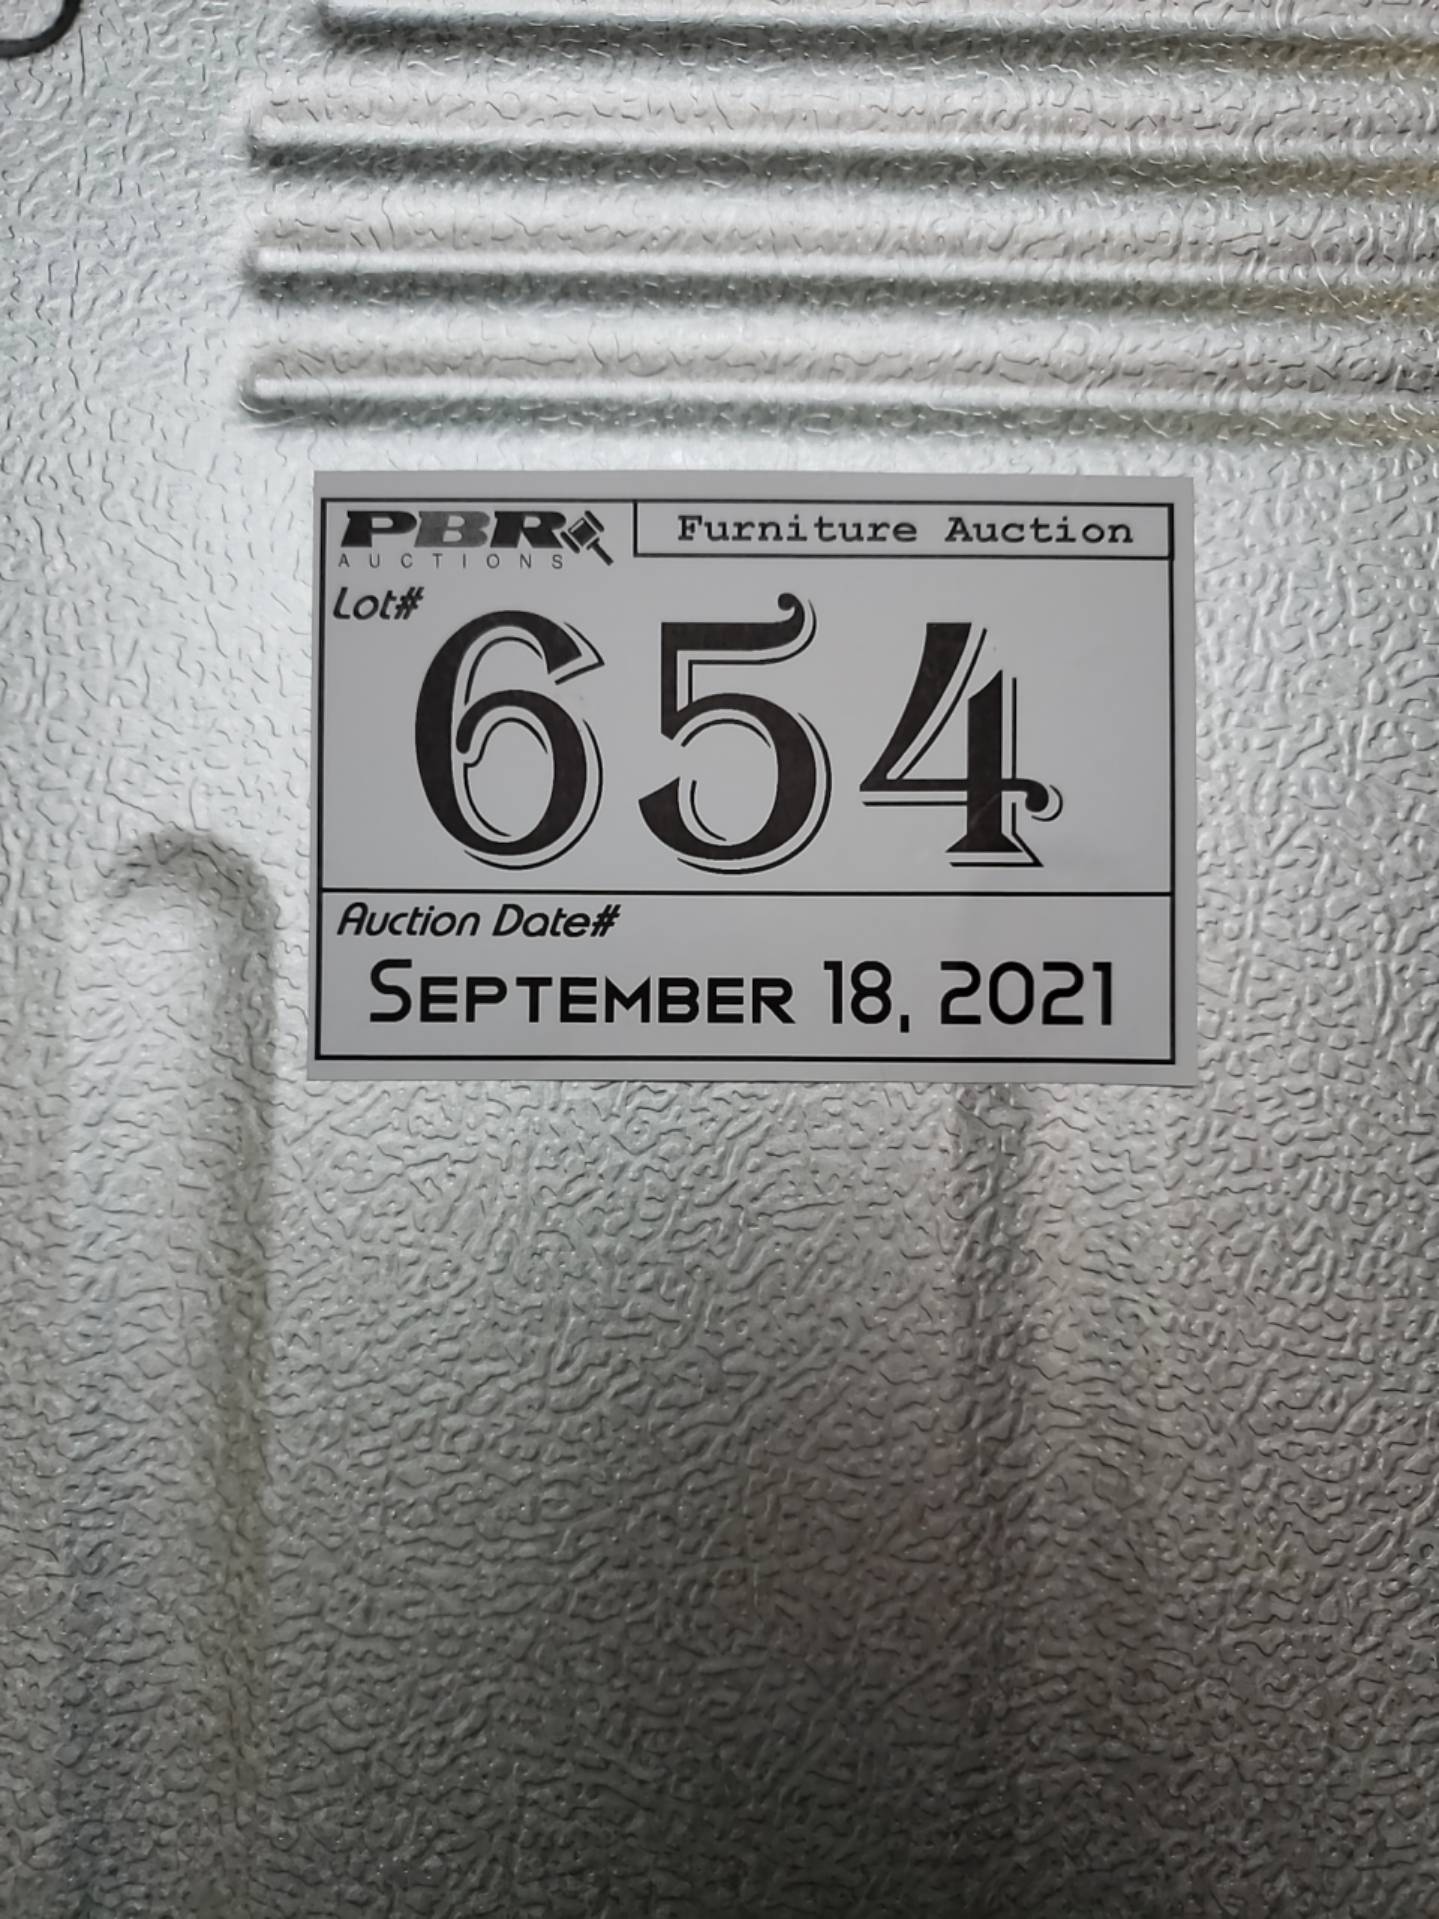 PBR
AUCTIONS
Furniture Auction
Lot#
654
Auction Date#
SEPTEMBER 18, 2021